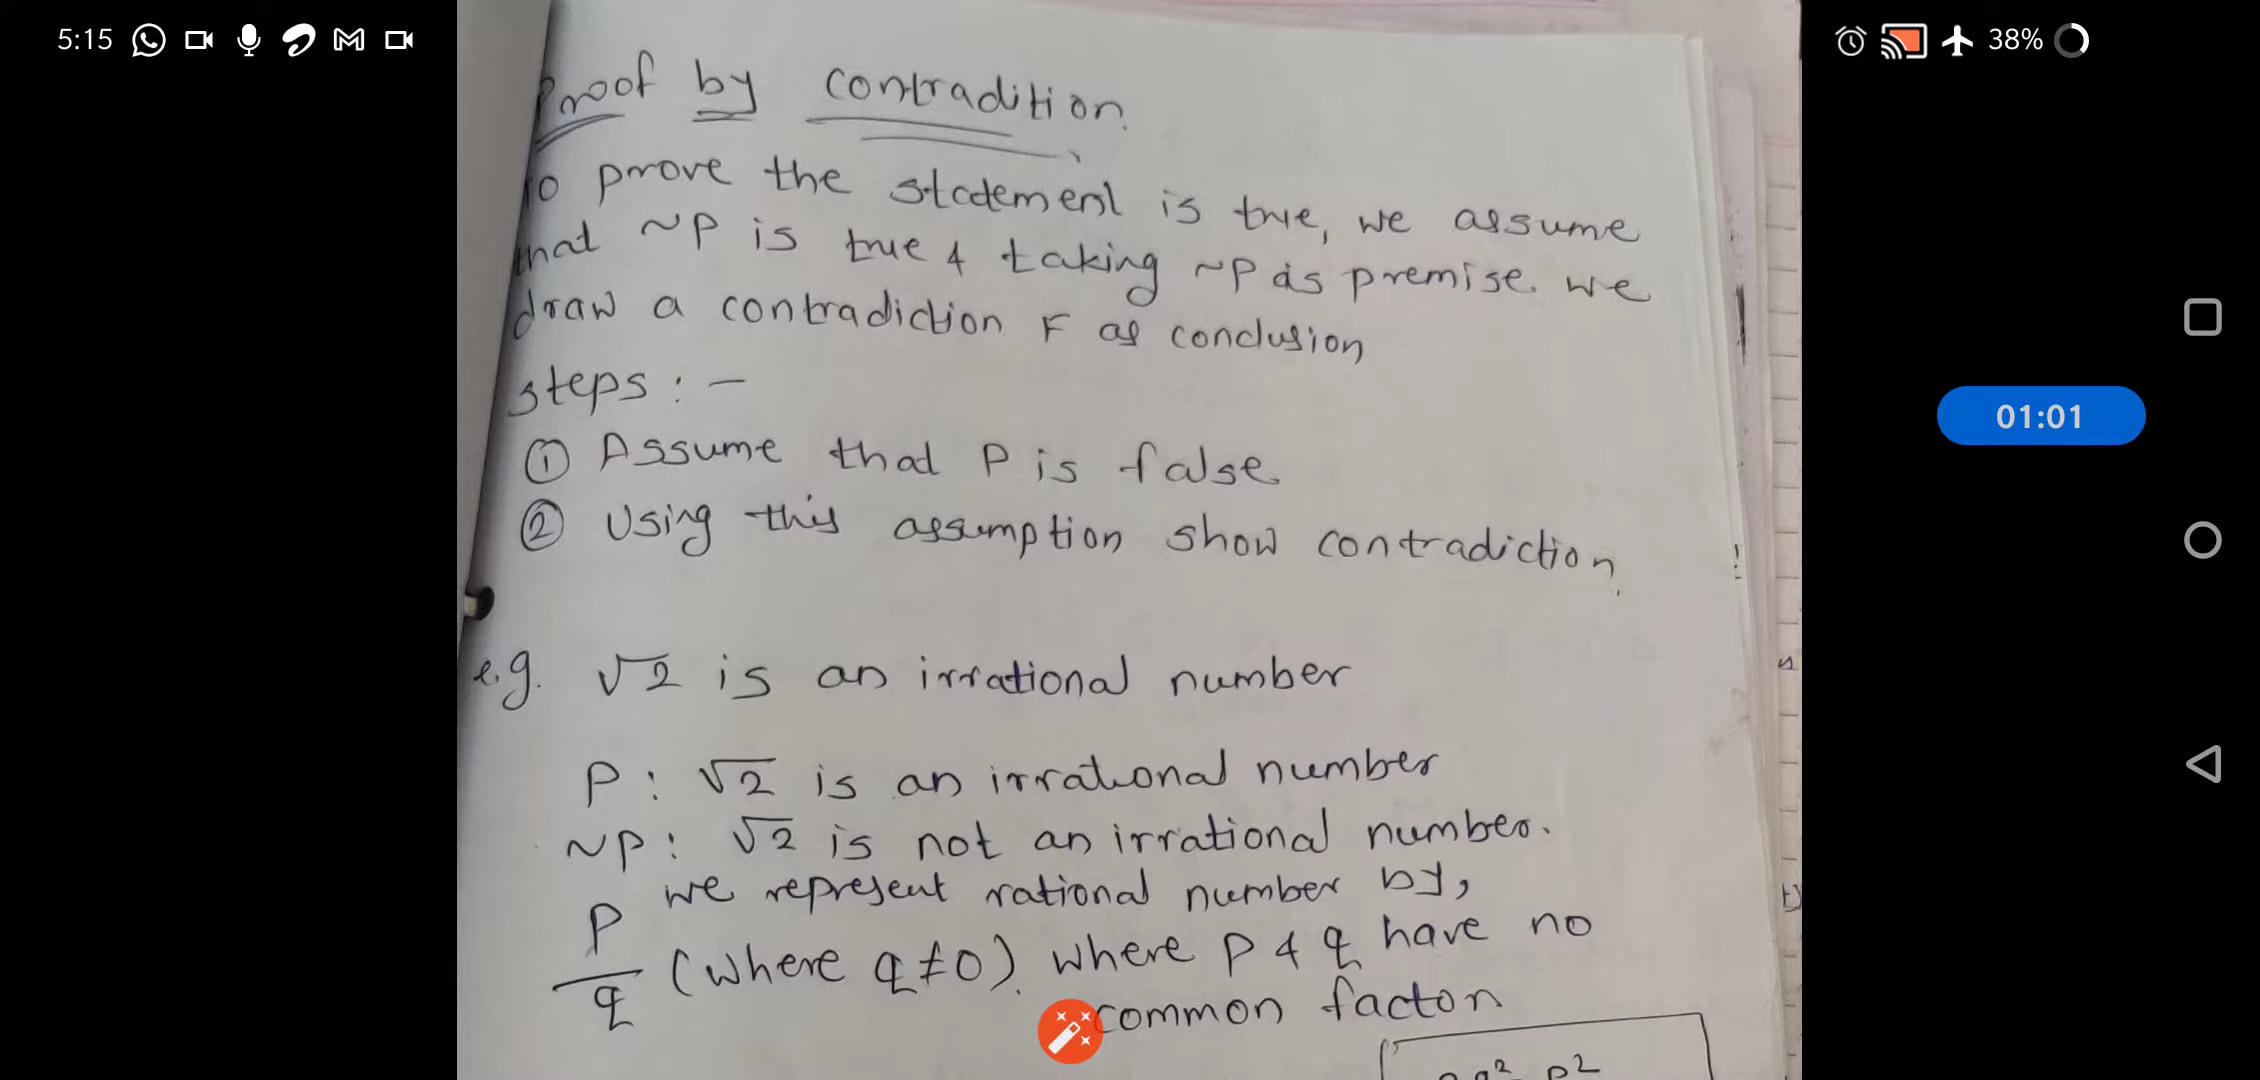 5:15
38%
01:01
Proof by contradition.
To prove the statement is true, we assume
that ~P is true & taking ~P as premise. we
draw a contradiction F as conclusion
steps : —
① Assume that P is false
② Using this assumption show contradiction.
e.g. √2 is an irrational number
P : √2 is an irrational number
~P : √2 is not an irrational number.
we represent rational number by,
P/q (where q≠0). where P & q have no
common factor